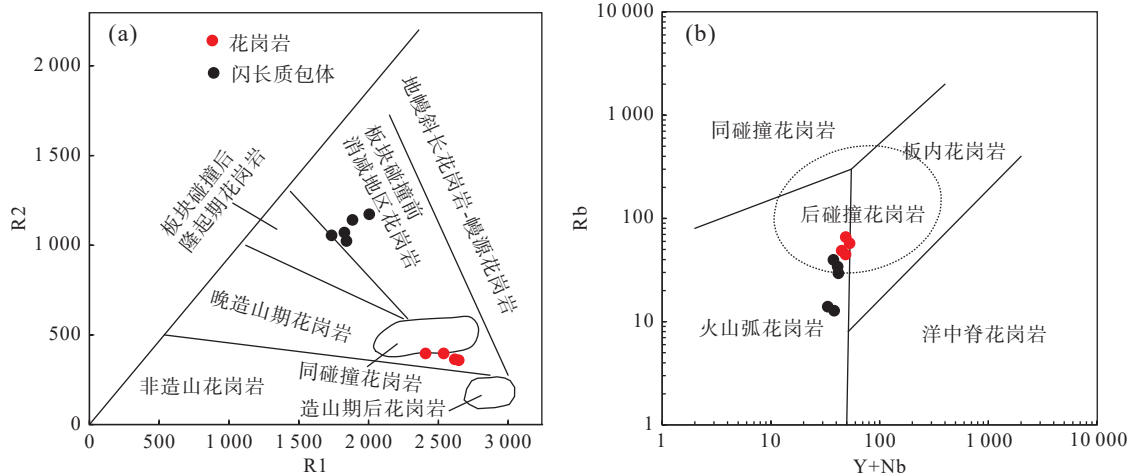 (a)
花岗岩
闪长质包体
2 000
1 500
1 000
500
0
R2
板块碰撞后
隆起期花岗岩
板块碰撞前
消减地区花岗岩
地幔斜长花岗岩-幔源花岗岩
晚造山期花岗岩
同碰撞花岗岩
非造山花岗岩
造山期后花岗岩
0
500
1 000
1 500
2 000
2 500
3 000
R1
(b)
10 000
1 000
100
10
1
Rb
同碰撞花岗岩
板内花岗岩
后碰撞花岗岩
火山弧花岗岩
洋中脊花岗岩
1
10
100
1 000
10 000
Y+Nb